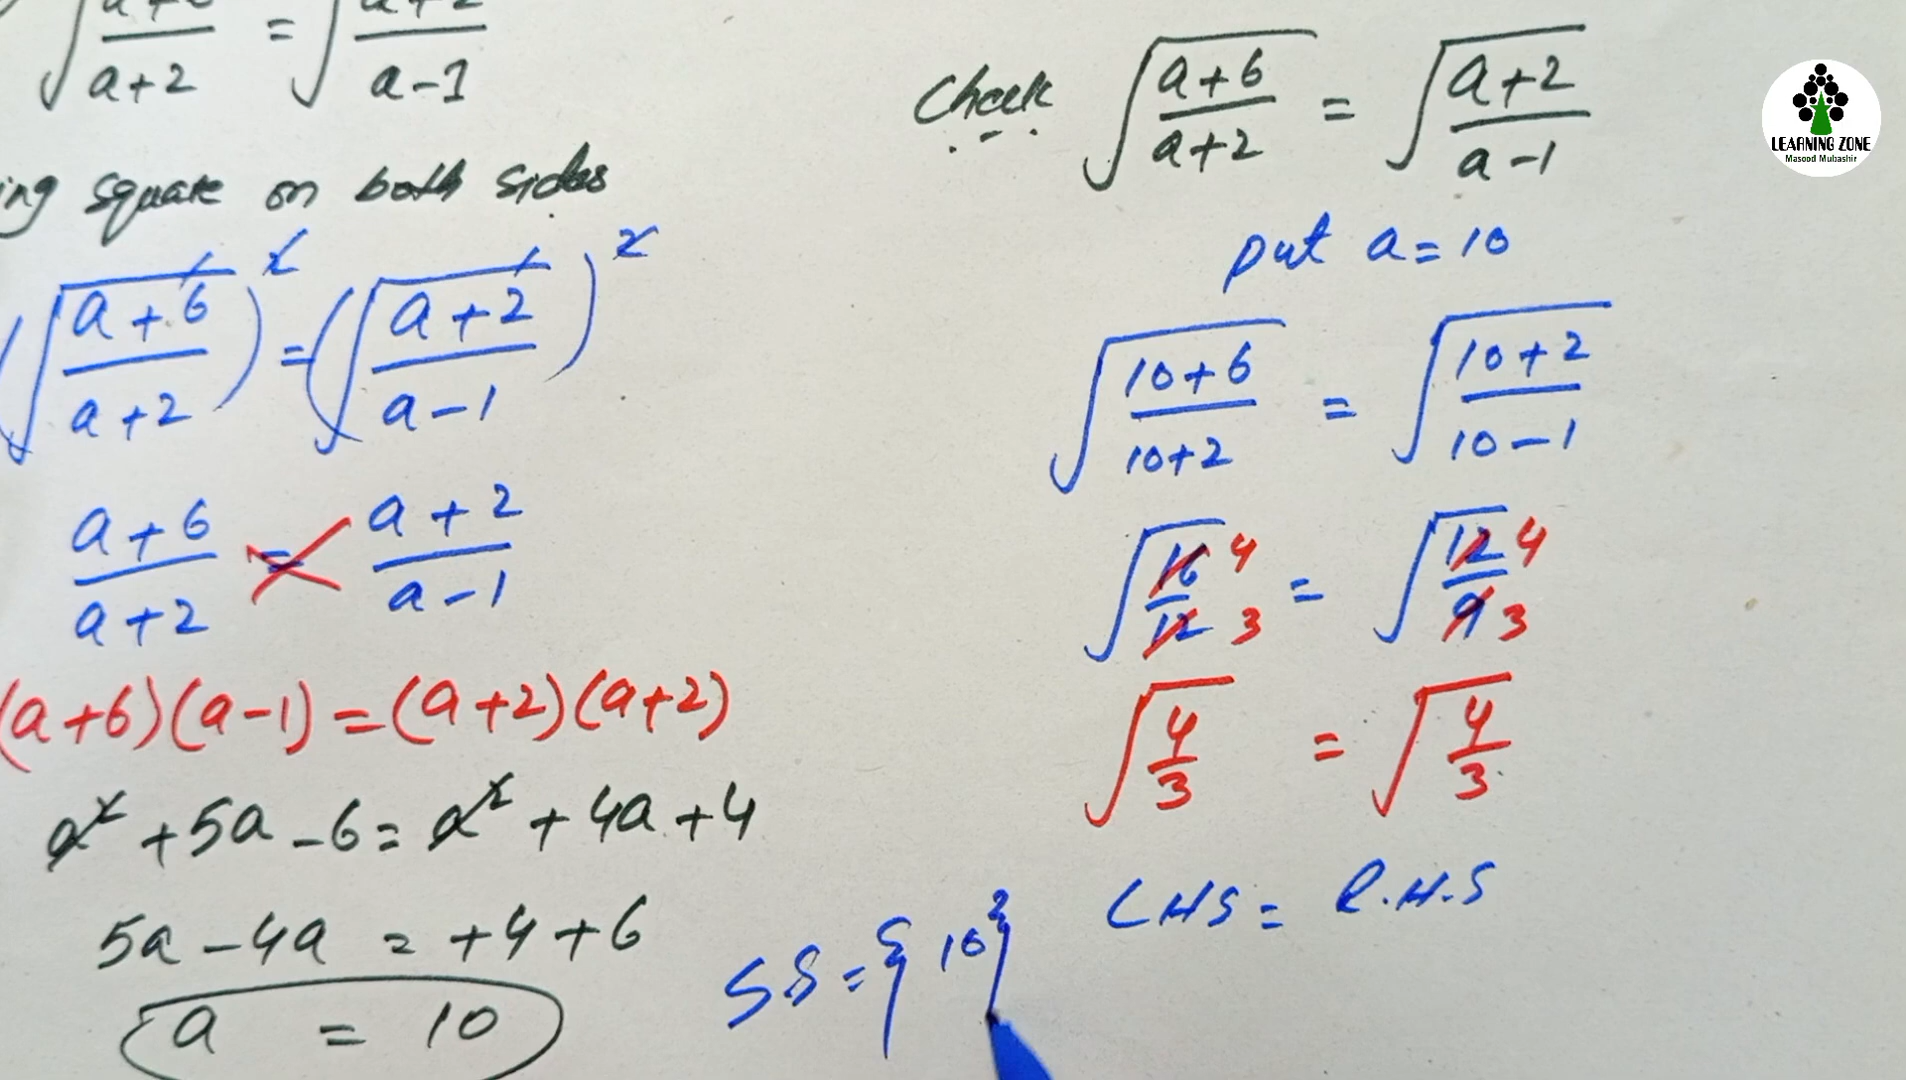 √(a+6)/(a+2) = √(a+2)/(a-1)
ing square on both sides
(√(a+6)/(a+2))² = (√(a+2)/(a-1))²
(a+6)/(a+2) = (a+2)/(a-1)
(a+6)(a-1) = (a+2)(a+2)
a² + 5a - 6 = a² + 4a + 4
5a - 4a = +4 + 6
a = 10
S.S = {10}
Check √(a+6)/(a+2) = √(a+2)/(a-1)
put a = 10
√(10+6)/(10+2) = √(10+2)/(10-1)
√16/12 4 3 = √12/9 4 3
√4/3 = √4/3
LHS = R.H.S
LEARNING ZONE
Masood Mubashir